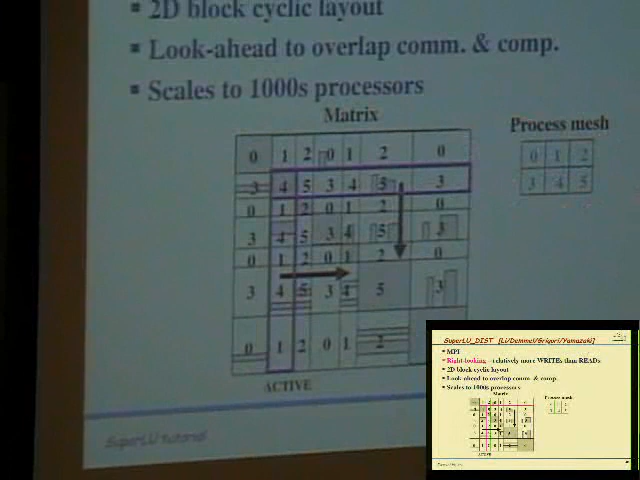 ▪ 2D block cyclic layout
▪ Look-ahead to overlap comm. & comp.
▪ Scales to 1000s processors
Matrix
Process mesh
0 1 2 0 1 2 0
3 4 5 3 4 5 3
0 1 2 0 1 2 0
3 4 5 3 4 5 3
0 1 2 0 1 2 0
3 4 5 3 4 5 3
0 1 2 0 1 2
0 1 2
3 4 5
ACTIVE
SuperLU tutorial
SuperLU_DIST [Li/Demmel/Grigori/Yamazaki]
▪ MPI
▪ Right-looking – relatively more WRITEs than READs
▪ 2D block cyclic layout
▪ Look-ahead to overlap comm. & comp.
▪ Scales to 1000s processors
Matrix
Process mesh
ACTIVE